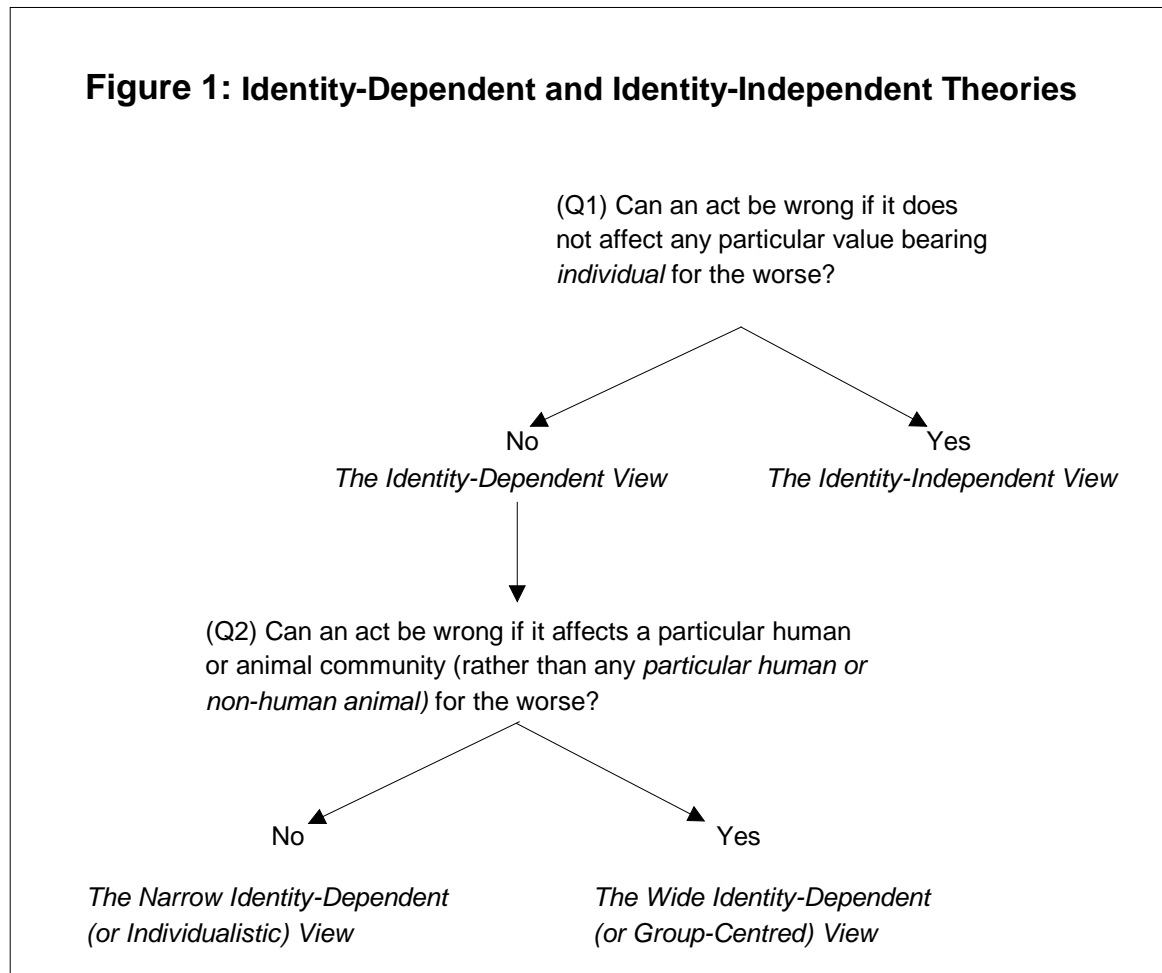 Figure 1: Identity-Dependent and Identity-Independent Theories
(Q1) Can an act be wrong if it does
not affect any particular value bearing
individual for the worse?
No
The Identity-Dependent View
Yes
The Identity-Independent View
(Q2) Can an act be wrong if it affects a particular human
or animal community (rather than any particular human or
non-human animal) for the worse?
No
The Narrow Identity-Dependent
(or Individualistic) View
Yes
The Wide Identity-Dependent
(or Group-Centred) View